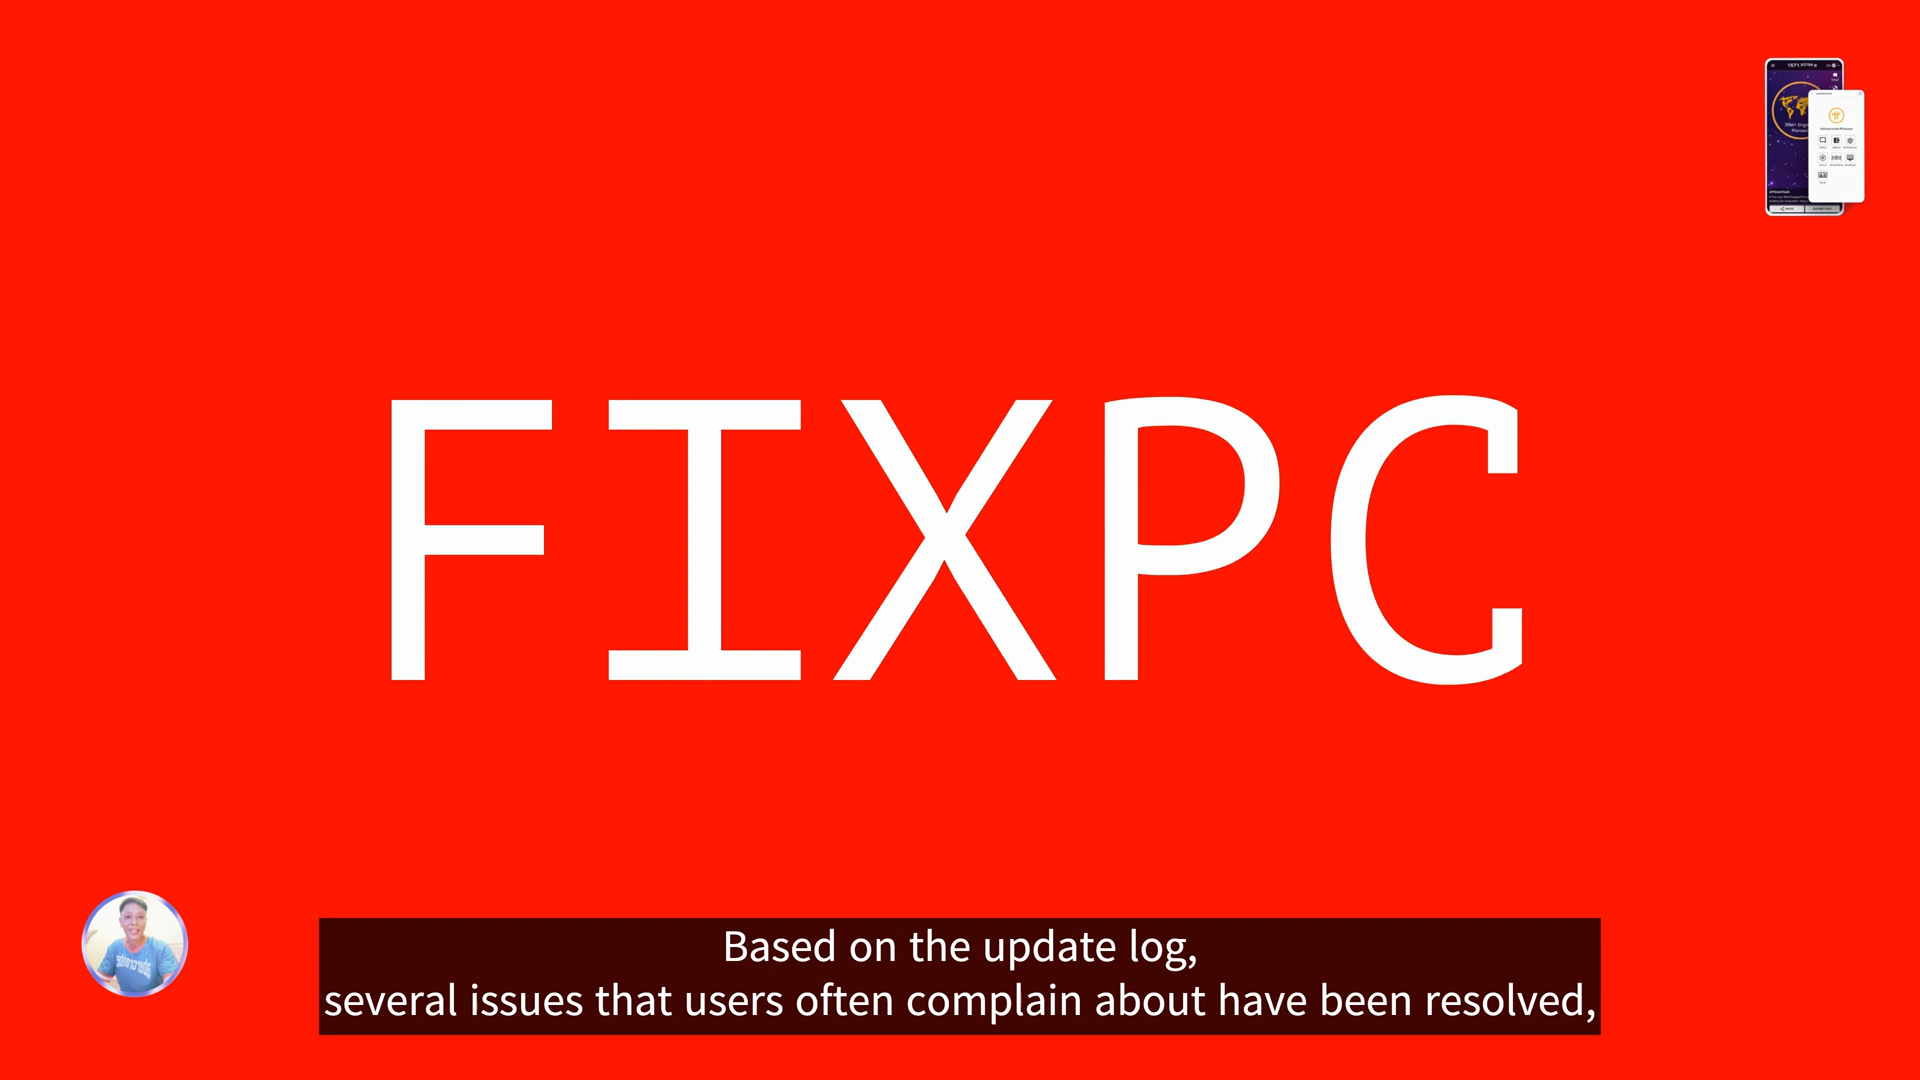 FIXPC
Based on the update log,
several issues that users often complain about have been resolved,